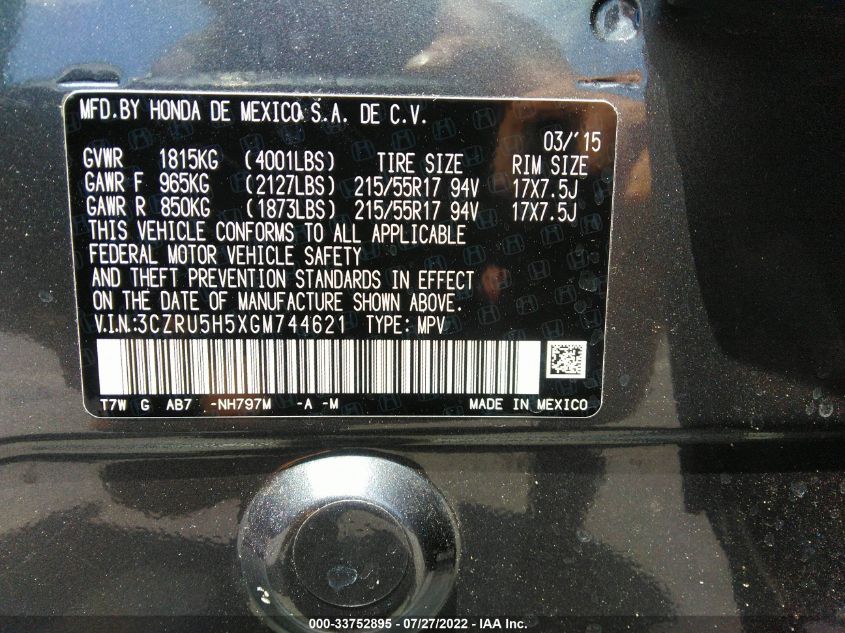 MFD.BY HONDA DE MEXICO S.A. DE C.V.
03/'15
GVWR 1815KG (4001LBS) TIRE SIZE RIM SIZE
GAWR F 965KG (2127LBS) 215/55R17 94V 17X7.5J
GAWR R 850KG (1873LBS) 215/55R17 94V 17X7.5J
THIS VEHICLE CONFORMS TO ALL APPLICABLE
FEDERAL MOTOR VEHICLE SAFETY
AND THEFT PREVENTION STANDARDS IN EFFECT
ON THE DATE OF MANUFACTURE SHOWN ABOVE.
V.I.N.:3CZRU5H5XGM744621 TYPE: MPV
T7W G AB7 -NH797M -A -M MADE IN MEXICO
000-33752895 - 07/27/2022 - IAA Inc.